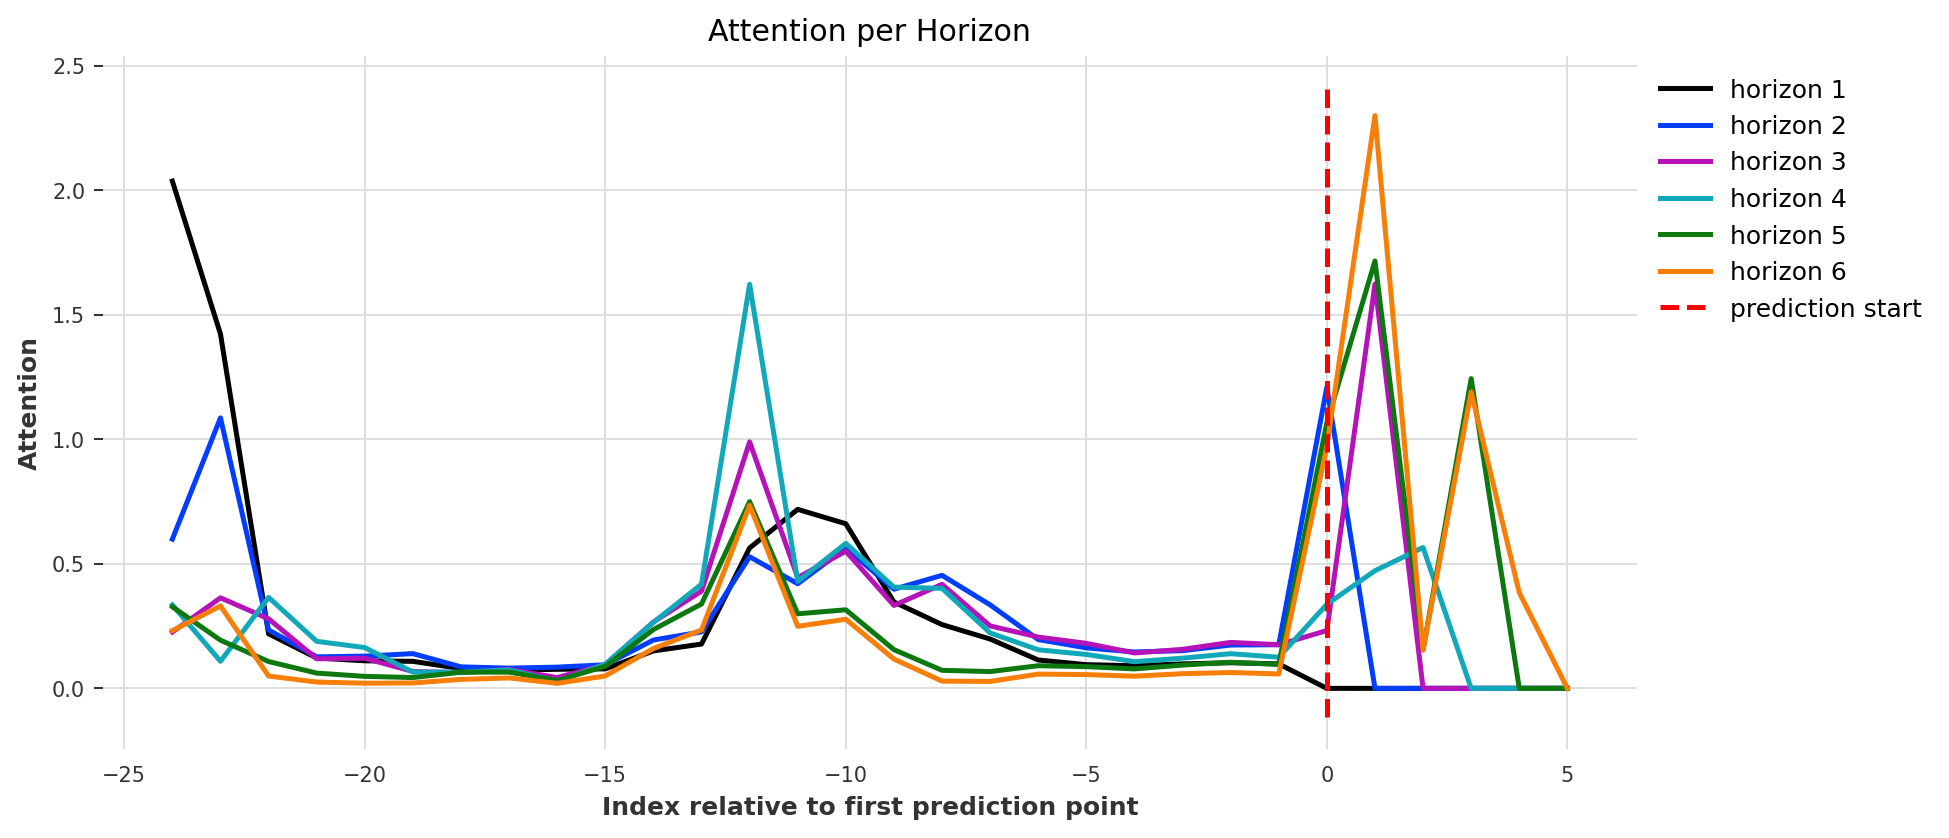 Attention per Horizon
2.5
2.0
1.5
1.0
0.5
0.0
Attention
−25
−20
−15
−10
−5
0
5
Index relative to first prediction point
horizon 1
horizon 2
horizon 3
horizon 4
horizon 5
horizon 6
prediction start